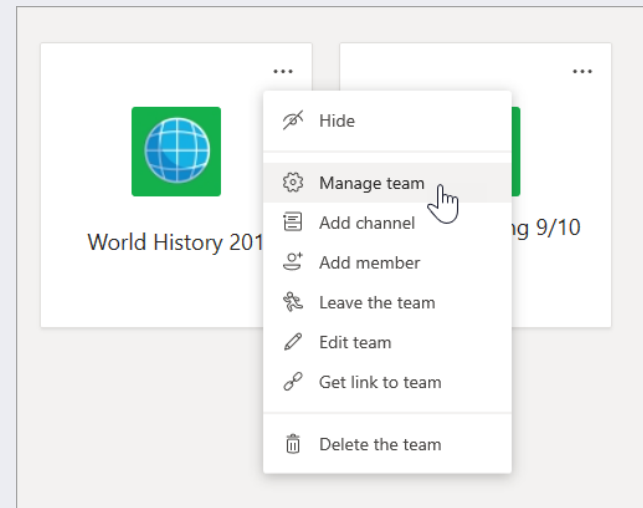 Hide
Manage team
Add channel
Add member
Leave the team
Edit team
Get link to team
Delete the team
World History 201
9/10